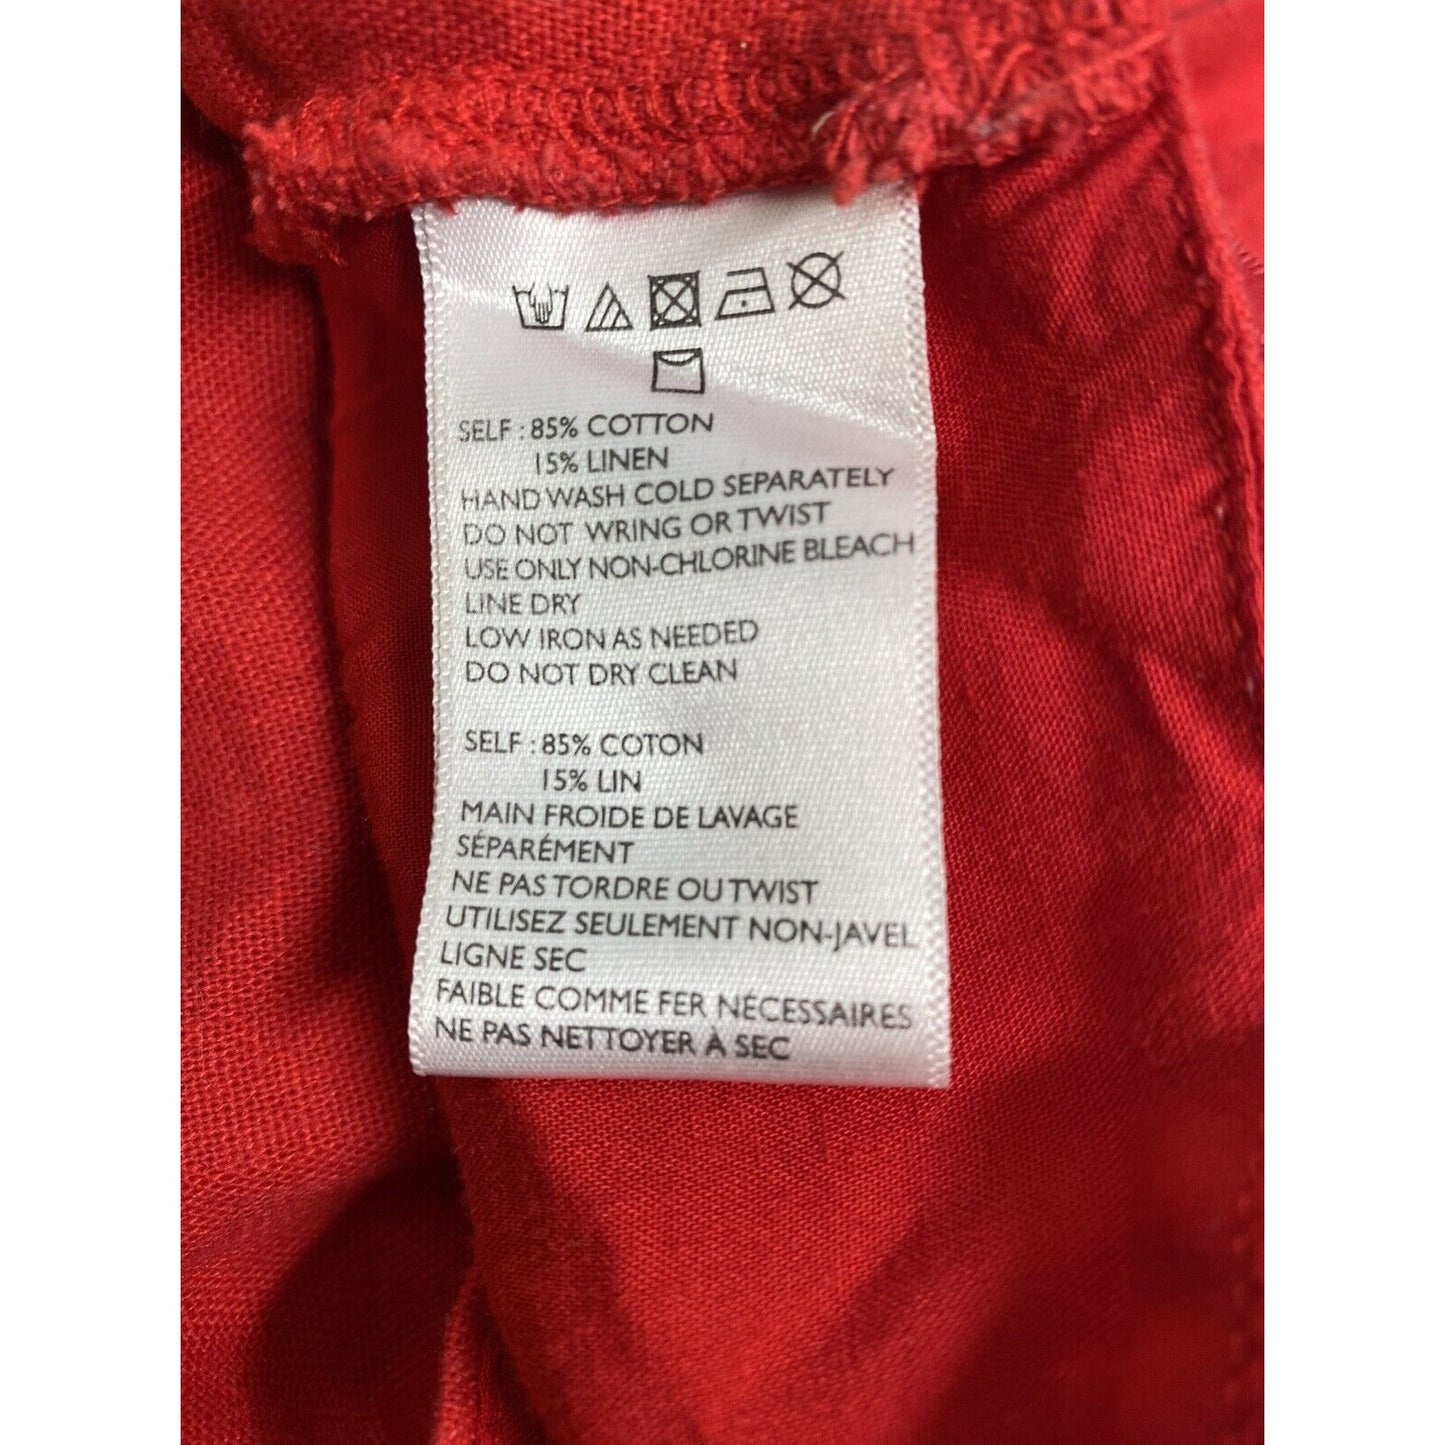 SELF : 85% COTTON
15% LINEN
HAND WASH COLD SEPARATELY
DO NOT WRING OR TWIST
USE ONLY NON-CHLORINE BLEACH
LINE DRY
LOW IRON AS NEEDED
DO NOT DRY CLEAN
SELF : 85% COTON
15% LIN
MAIN FROIDE DE LAVAGE
SÉPARÉMENT
NE PAS TORDRE OU TWIST
UTILISEZ SEULEMENT NON-JAVEL
LIGNE SEC
FAIBLE COMME FER NÉCESSAIRES
NE PAS NETTOYER À SEC